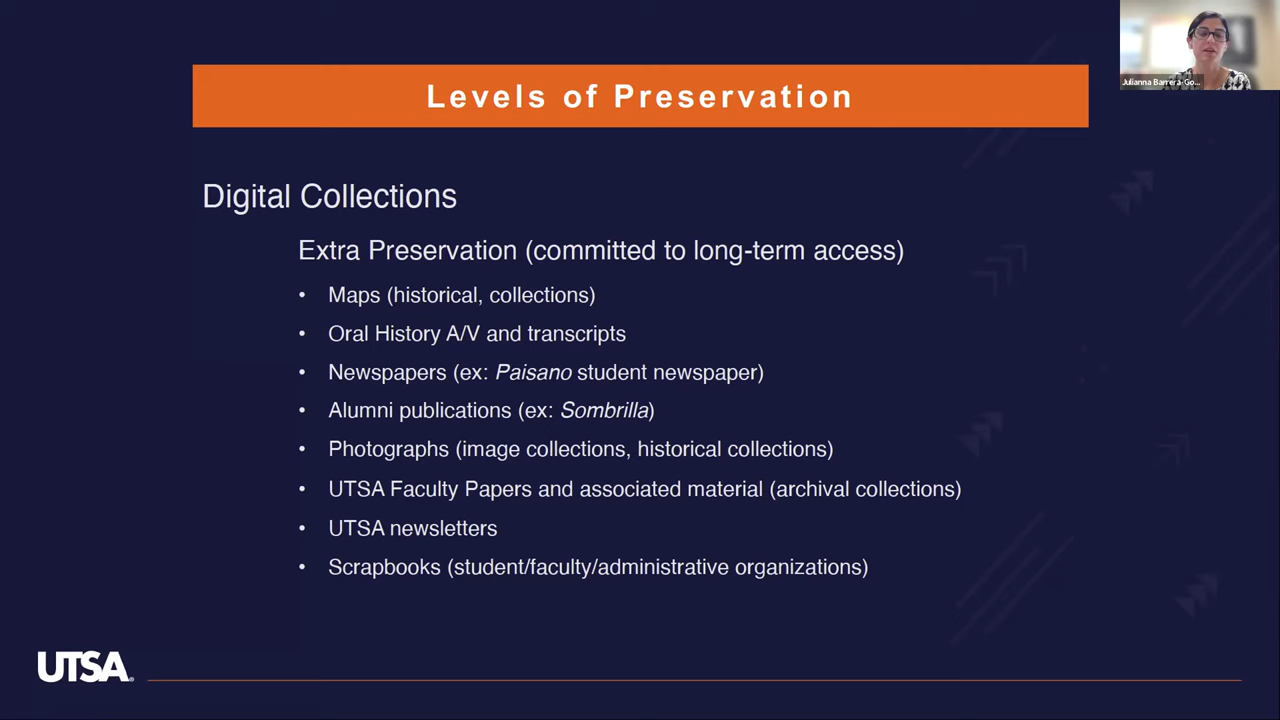 Julianna Barrera-Go...
Levels of Preservation
Digital Collections
Extra Preservation (committed to long-term access)
• Maps (historical, collections)
• Oral History A/V and transcripts
• Newspapers (ex: Paisano student newspaper)
• Alumni publications (ex: Sombrilla)
• Photographs (image collections, historical collections)
• UTSA Faculty Papers and associated material (archival collections)
• UTSA newsletters
• Scrapbooks (student/faculty/administrative organizations)
UTSA®